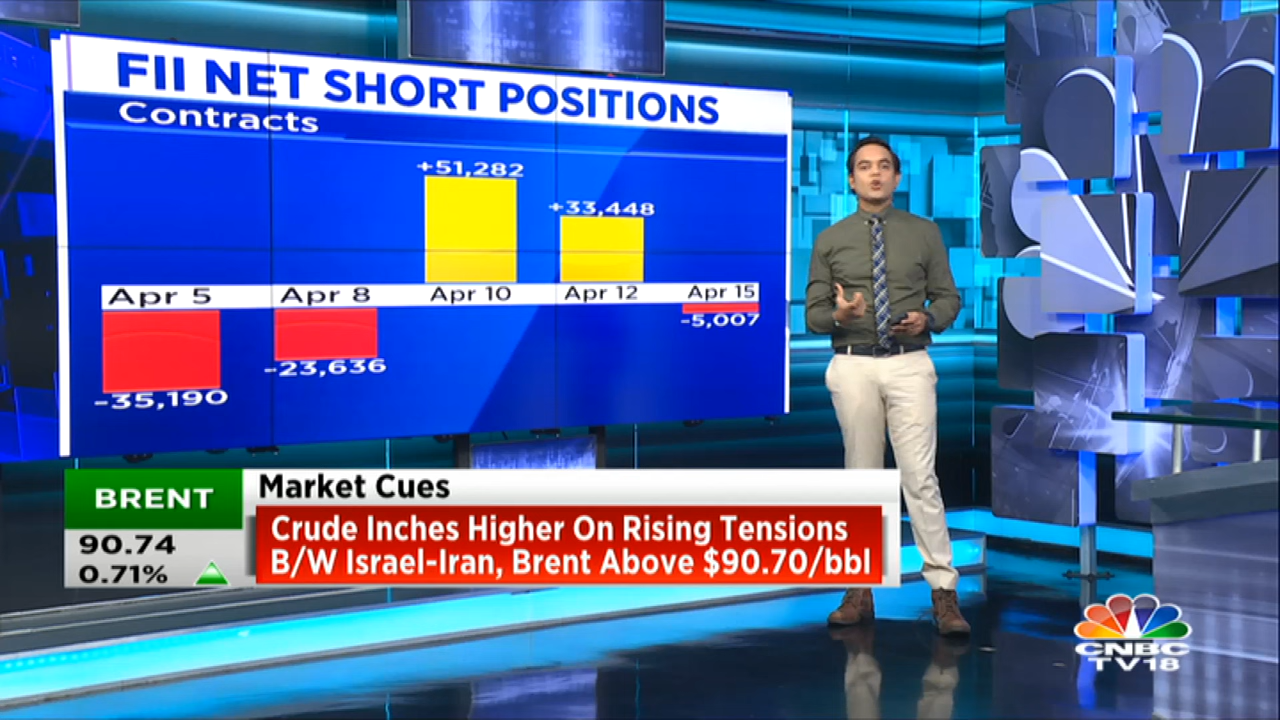 FII NET SHORT POSITIONS
Contracts
+51,282
+33,448
Apr 5
Apr 8
Apr 10
Apr 12
Apr 15
-5,007
-23,636
-35,190
BRENT
90.74
0.71%
Market Cues
Crude Inches Higher On Rising Tensions
B/W Israel-Iran, Brent Above $90.70/bbl
CNBC
TV18